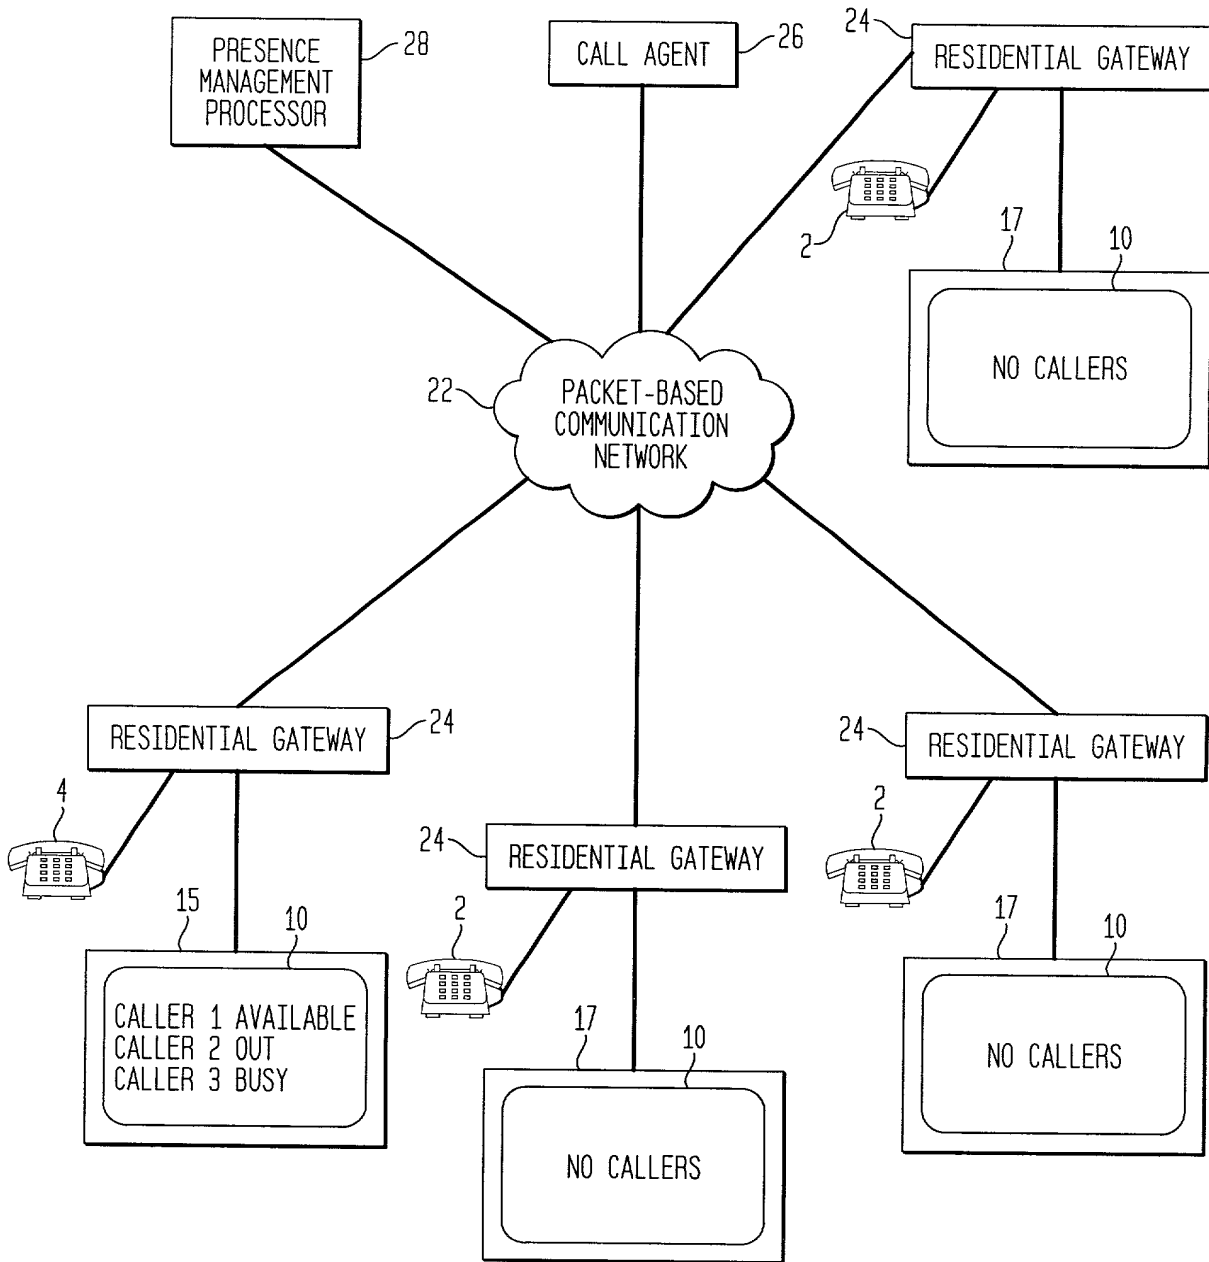 PRESENCE
MANAGEMENT
PROCESSOR
28
CALL AGENT
26
24
RESIDENTIAL GATEWAY
2
17
10
NO CALLERS
22
PACKET-BASED
COMMUNICATION
NETWORK
RESIDENTIAL GATEWAY
24
4
15
10
CALLER 1 AVAILABLE
CALLER 2 OUT
CALLER 3 BUSY
24
RESIDENTIAL GATEWAY
2
17
10
NO CALLERS
24
RESIDENTIAL GATEWAY
2
17
10
NO CALLERS